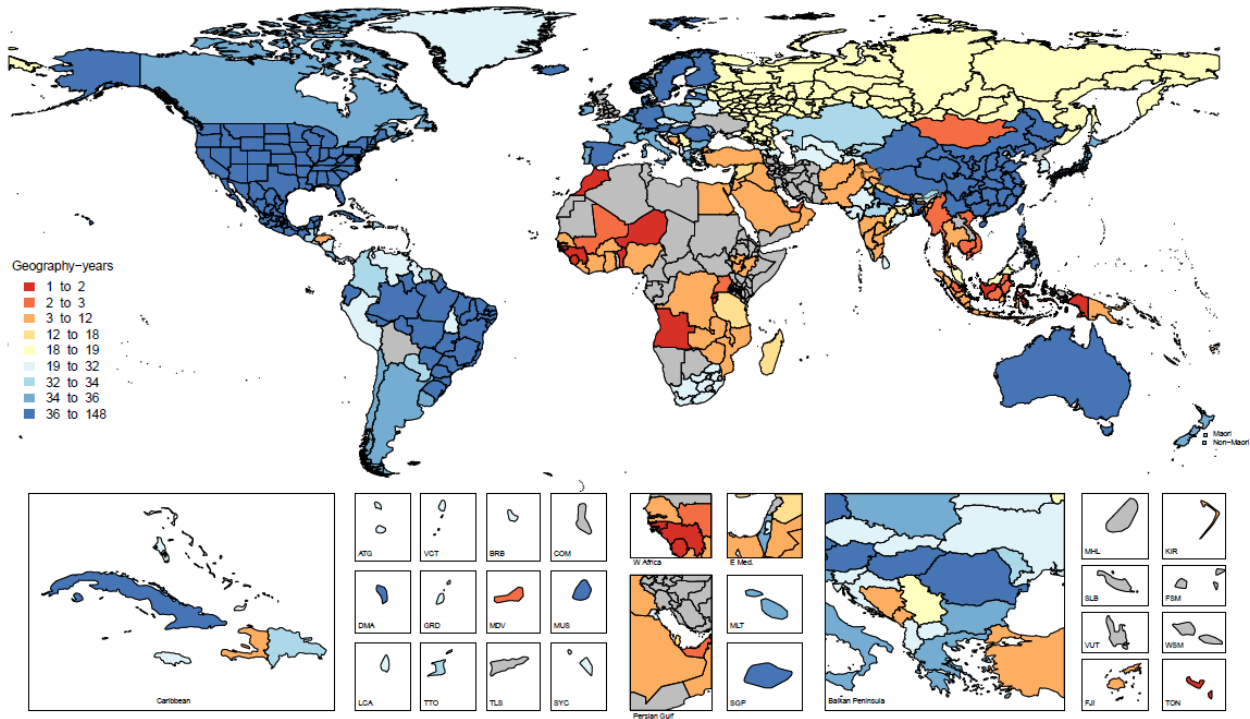 Geography−years
1 to 2
2 to 3
3 to 12
12 to 18
18 to 19
19 to 32
32 to 34
34 to 36
36 to 148
Maori
Non−Maori
Caribbean
ATG
VCT
BRB
COM
DMA
GRD
MDV
MUS
LCA
TTO
TLS
SYC
W Africa
E Med.
Persian Gulf
MLT
SGP
Balkan Peninsula
MHL
KIR
SLB
FSM
VUT
WSM
FJI
TON